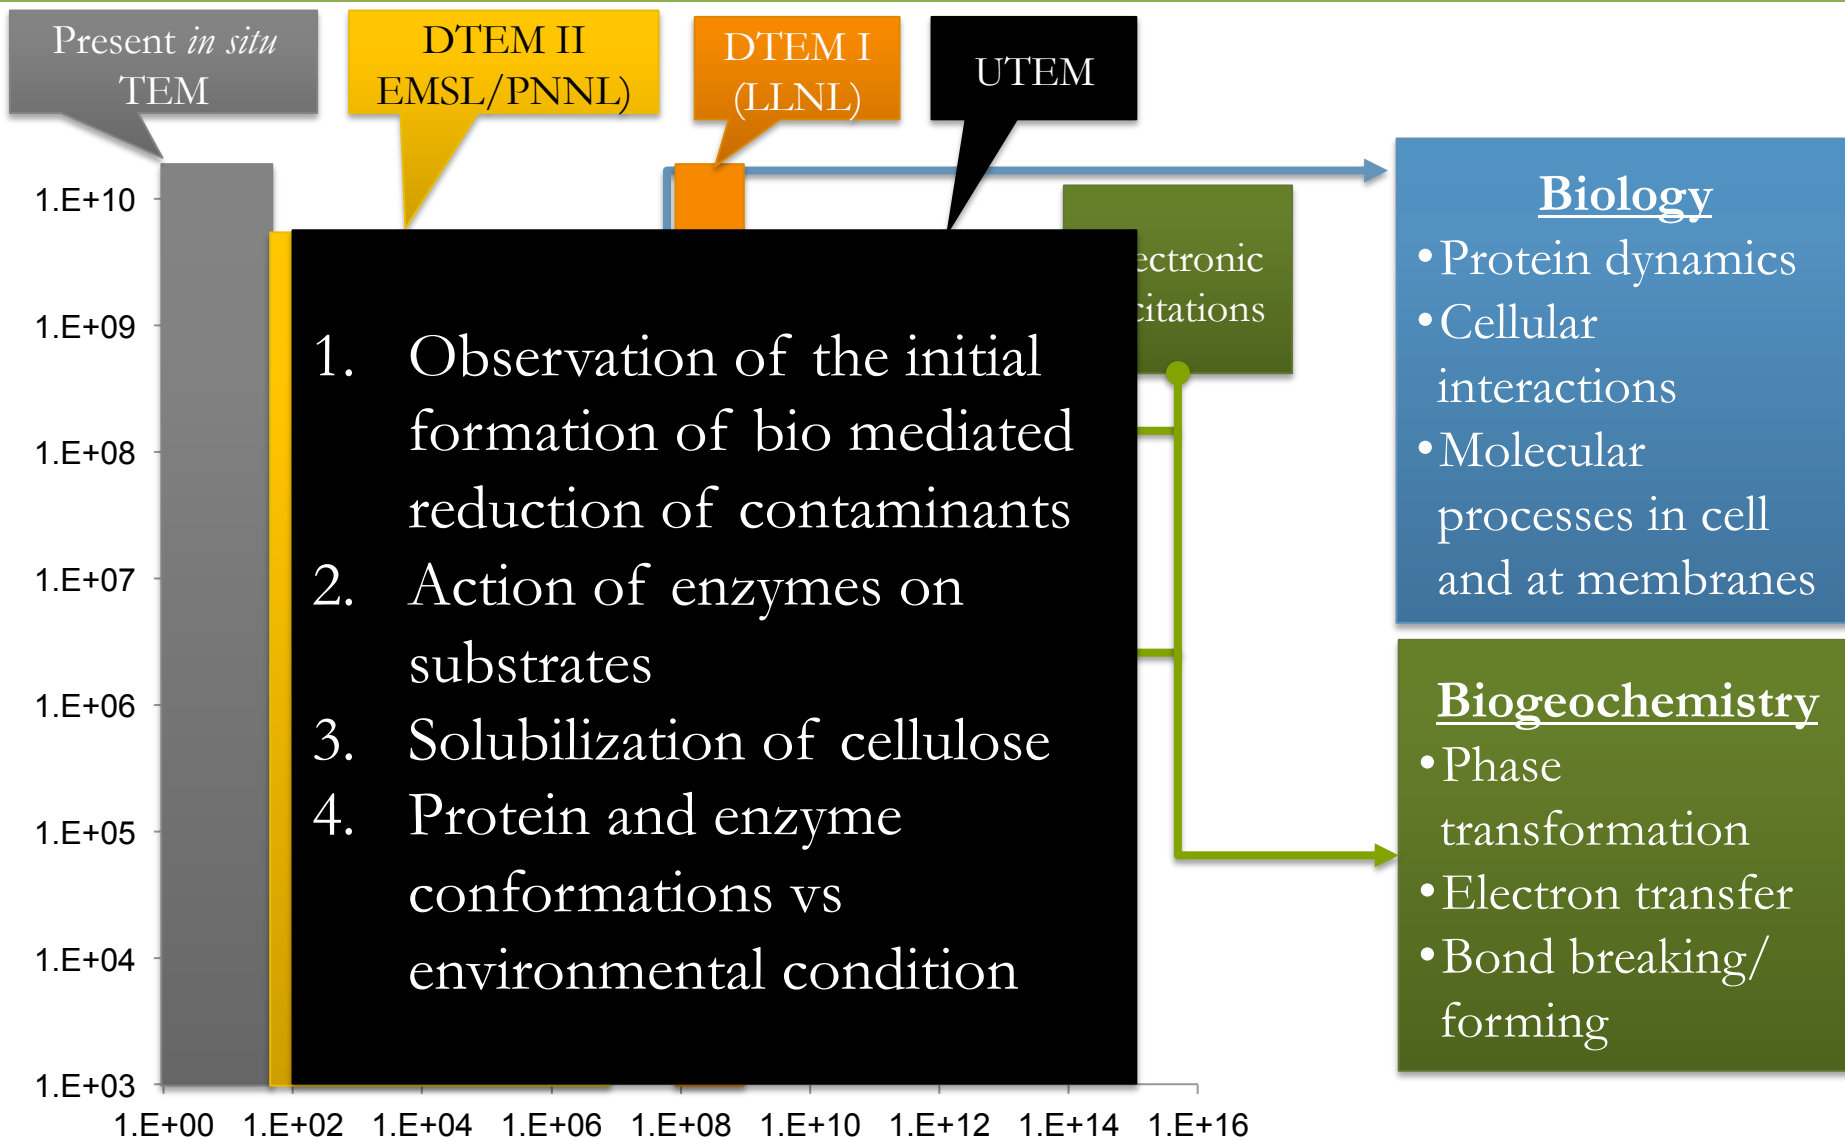 Present in situ
TEM
DTEM II
EMSL/PNNL)
DTEM I
(LLNL)
UTEM
1.E+10
1.E+09
1.E+08
1.E+07
1.E+06
1.E+05
1.E+04
1.E+03
1.E+00 1.E+02 1.E+04 1.E+06 1.E+08 1.E+10 1.E+12 1.E+14 1.E+16
1. Observation of the initial
formation of bio mediated
reduction of contaminants
2. Action of enzymes on
substrates
3. Solubilization of cellulose
4. Protein and enzyme
conformations vs
environmental condition
ectronic
citations
Biology
•Protein dynamics
•Cellular
interactions
•Molecular
processes in cell
and at membranes
Biogeochemistry
•Phase
transformation
•Electron transfer
•Bond breaking/
forming